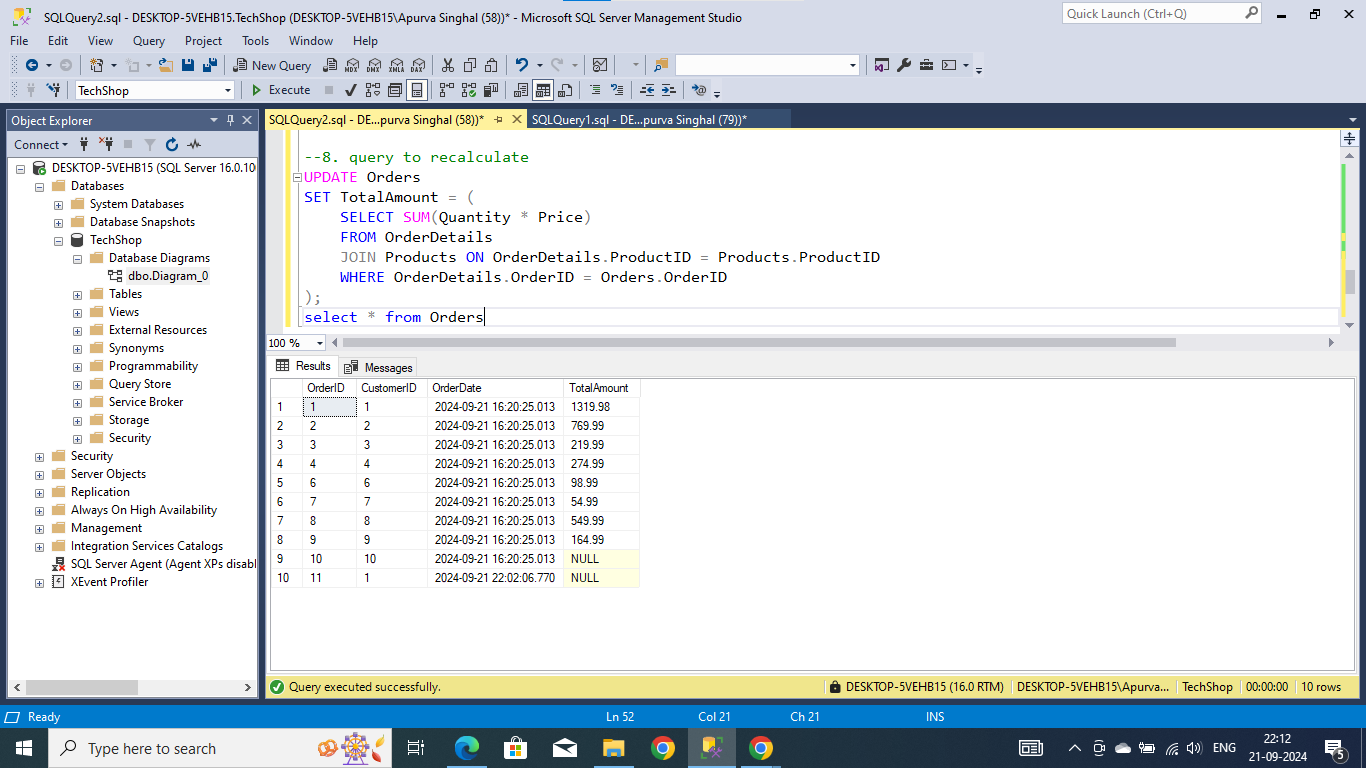 SQLQuery2.sql - DESKTOP-5VEHB15.TechShop (DESKTOP-5VEHB15\Apurva Singhal (58))* - Microsoft SQL Server Management Studio
Quick Launch (Ctrl+Q)
File Edit View Query Project Tools Window Help
New Query
MDX DMX XMLA DAX
TechShop
Execute
Object Explorer
SQLQuery2.sql - DE...purva Singhal (58))*
SQLQuery1.sql - DE...purva Singhal (79))*
Connect
DESKTOP-5VEHB15 (SQL Server 16.0.10
Databases
System Databases
Database Snapshots
TechShop
Database Diagrams
dbo.Diagram_0
Tables
Views
External Resources
Synonyms
Programmability
Query Store
Service Broker
Storage
Security
Security
Server Objects
Replication
Always On High Availability
Management
Integration Services Catalogs
SQL Server Agent (Agent XPs disabl
XEvent Profiler
--8. query to recalculate
UPDATE Orders
SET TotalAmount = (
SELECT SUM(Quantity * Price)
FROM OrderDetails
JOIN Products ON OrderDetails.ProductID = Products.ProductID
WHERE OrderDetails.OrderID = Orders.OrderID
);
select * from Orders
100 %
Results Messages
OrderID CustomerID OrderDate TotalAmount
1 1 1 2024-09-21 16:20:25.013 1319.98
2 2 2 2024-09-21 16:20:25.013 769.99
3 3 3 2024-09-21 16:20:25.013 219.99
4 4 4 2024-09-21 16:20:25.013 274.99
5 6 6 2024-09-21 16:20:25.013 98.99
6 7 7 2024-09-21 16:20:25.013 54.99
7 8 8 2024-09-21 16:20:25.013 549.99
8 9 9 2024-09-21 16:20:25.013 164.99
9 10 10 2024-09-21 16:20:25.013 NULL
10 11 1 2024-09-21 22:02:06.770 NULL
Query executed successfully.
DESKTOP-5VEHB15 (16.0 RTM) DESKTOP-5VEHB15\Apurva... TechShop 00:00:00 10 rows
Ready Ln 52 Col 21 Ch 21 INS
Type here to search
ENG
22:12
21-09-2024
5